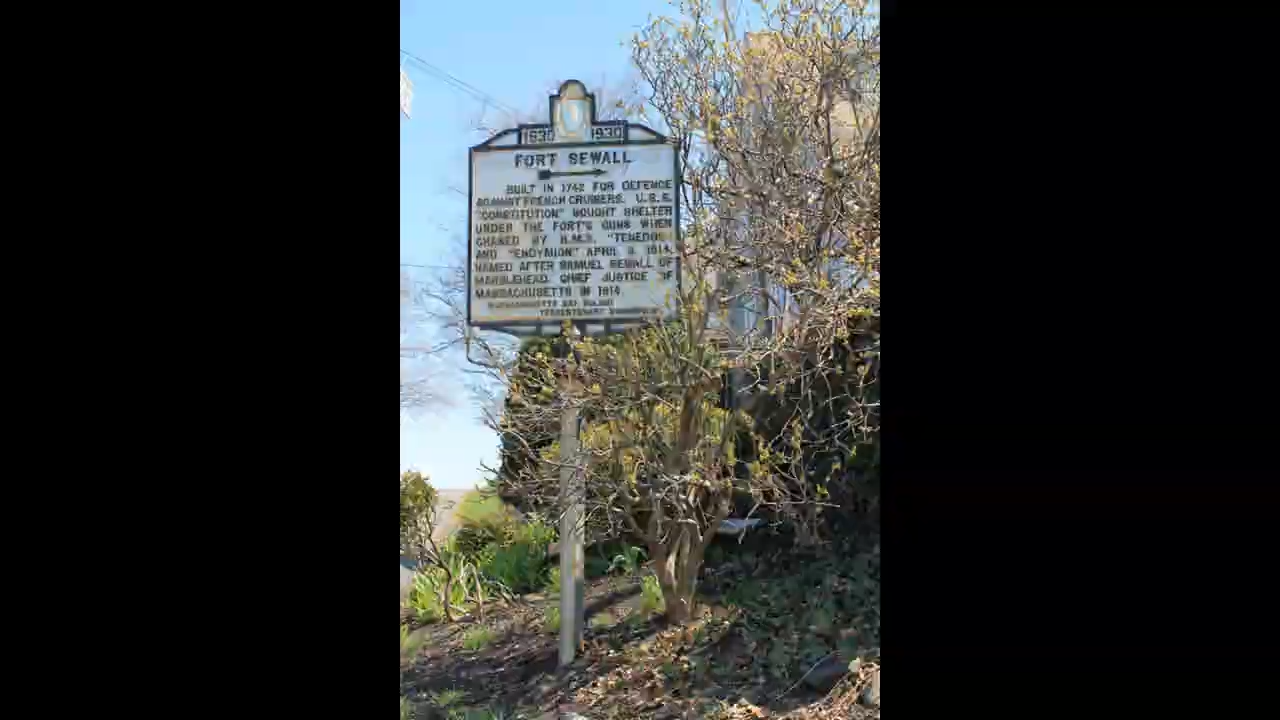 1630 1930
FORT SEWALL
BUILT IN 1742 FOR DEFENCE
AGAINST FRENCH CRUISERS. U.S.S.
"CONSTITUTION" SOUGHT SHELTER
UNDER THE FORT'S GUNS WHEN
CHASED BY H.M.S. "TENEDOS"
AND "ENDYMION" APRIL 3, 1814.
NAMED AFTER SAMUEL SEWALL OF
MARBLEHEAD, CHIEF JUSTICE OF
MASSACHUSETTS IN 1814.
MASSACHUSETTS BAY COLONY
TERCENTENARY COMMISSION